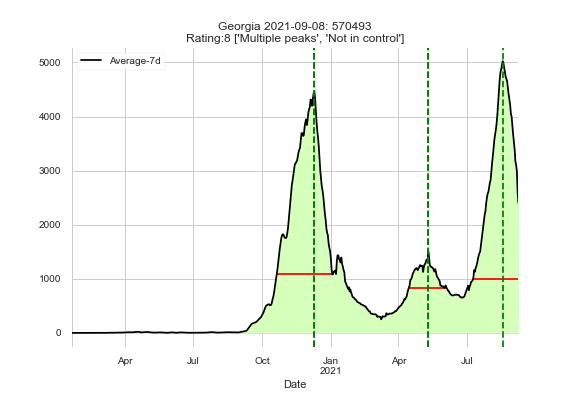 Georgia 2021-09-08: 570493
Rating:8 ['Multiple peaks', 'Not in control']
Average-7d
5000
4000
3000
2000
1000
0
Apr Jul Oct Jan Apr Jul
2021
Date